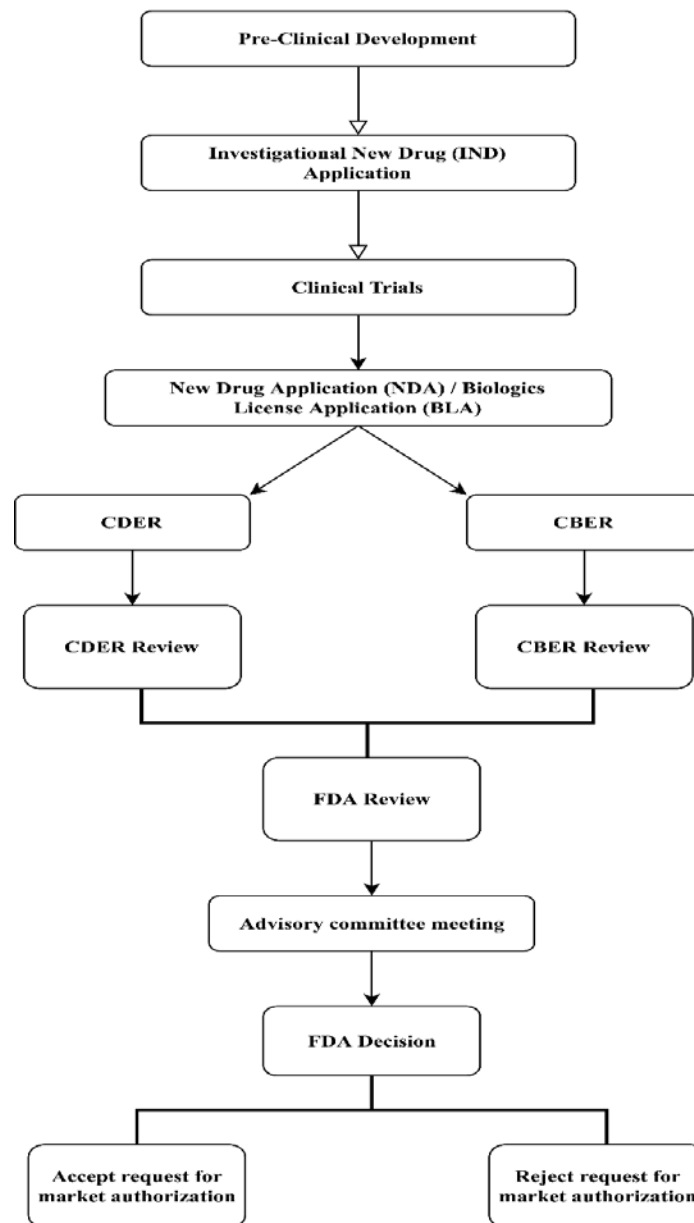 Pre-Clinical Development
Investigational New Drug (IND)
Application
Clinical Trials
New Drug Application (NDA) / Biologics
License Application (BLA)
CDER
CBER
CDER Review
CBER Review
FDA Review
Advisory committee meeting
FDA Decision
Accept request for
market authorization
Reject request for
market authorization